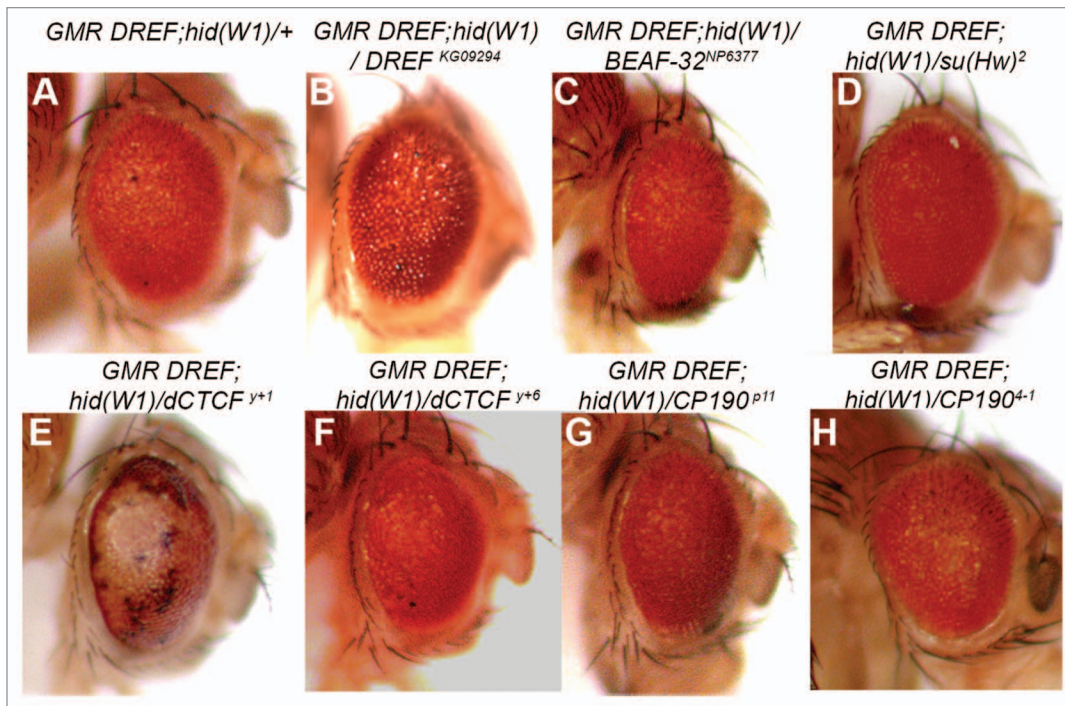 GMR DREF;hid(W1)/+
GMR DREF;hid(W1)
/ DREF KG09294
GMR DREF;hid(W1)/
BEAF-32NP6377
GMR DREF;
hid(W1)/su(Hw)2
A
B
C
D
GMR DREF;
hid(W1)/dCTCF y+1
GMR DREF;
hid(W1)/dCTCF y+6
GMR DREF;
hid(W1)/CP190 p11
GMR DREF;
hid(W1)/CP1904-1
E
F
G
H